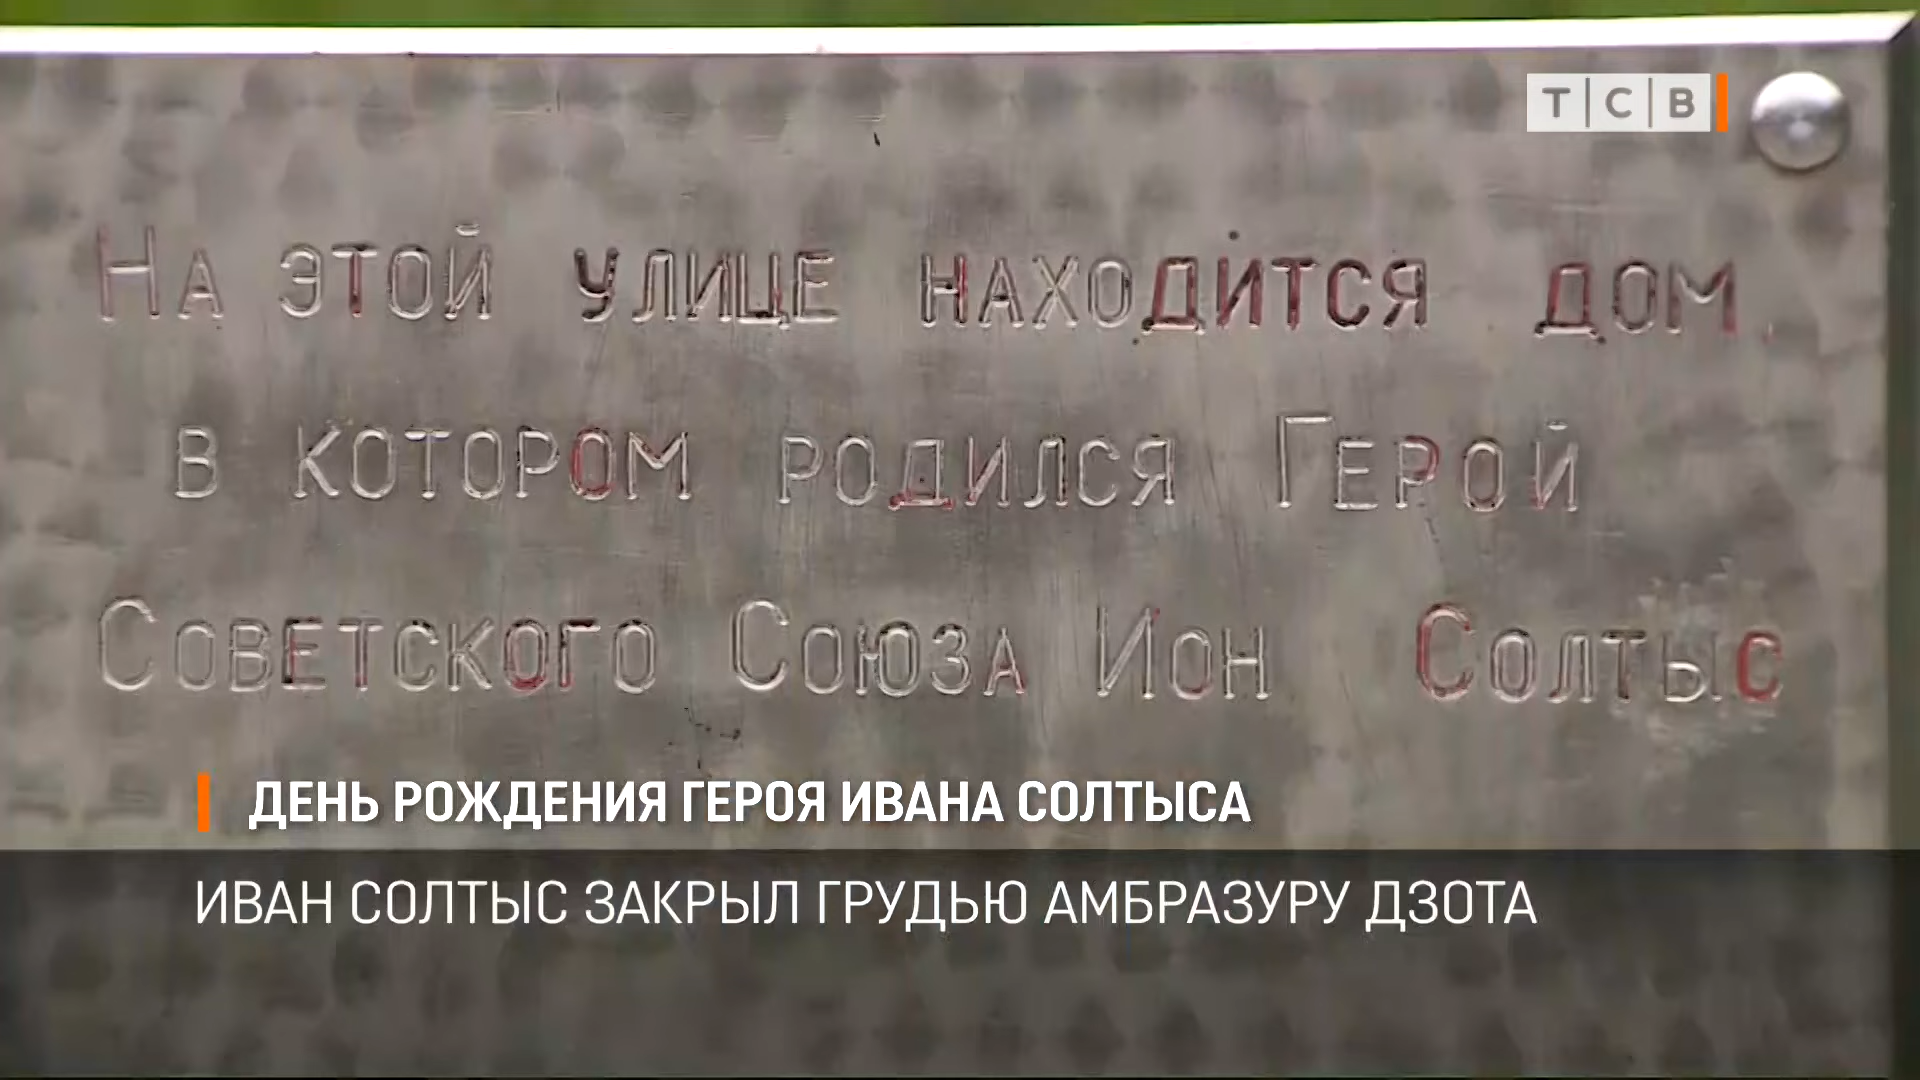 ТСВ
На этой улице находится дом
в котором родился Герой
Советского Союза Ион Солтыс
ДЕНЬ РОЖДЕНИЯ ГЕРОЯ ИВАНА СОЛТЫСА
ИВАН СОЛТЫС ЗАКРЫЛ ГРУДЬЮ АМБРАЗУРУ ДЗОТА